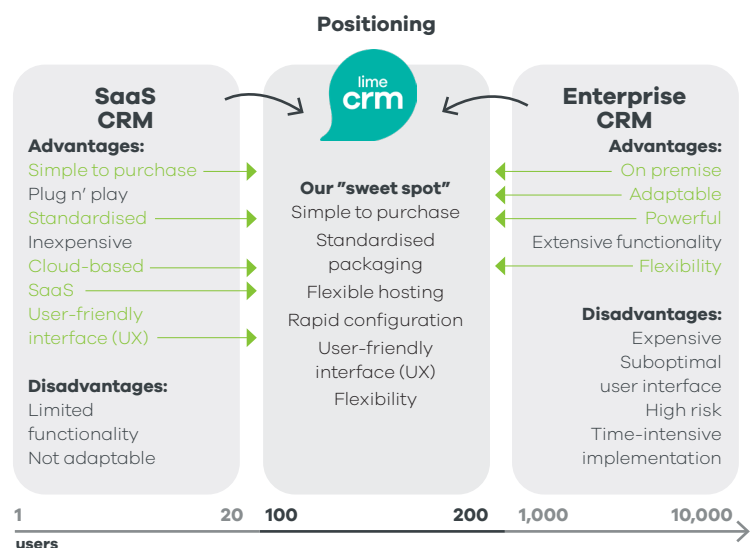 Positioning
SaaS
CRM
Advantages:
Simple to purchase
Plug n' play
Standardised
Inexpensive
Cloud-based
SaaS
User-friendly
interface (UX)
Disadvantages:
Limited
functionality
Not adaptable
lime
crm
Our "sweet spot"
Simple to purchase
Standardised
packaging
Flexible hosting
Rapid configuration
User-friendly
interface (UX)
Flexibility
Enterprise
CRM
Advantages:
On premise
Adaptable
Powerful
Extensive functionality
Flexibility
Disadvantages:
Expensive
Suboptimal
user interface
High risk
Time-intensive
implementation
1 20 100 200 1,000 10,000
users